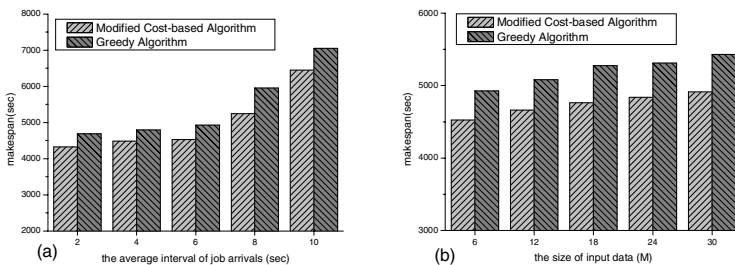 8000
7000
6000
5000
4000
3000
2000
makespan(sec)
Modified Cost-based Algorithm
Greedy Algorithm
2 4 6 8 10
(a)
the average interval of job arrivals (sec)
6000
5000
4000
3000
makespan(sec)
Modified Cost-based Algorithm
Greedy Algorithm
6 12 18 24 30
(b)
the size of input data (M)